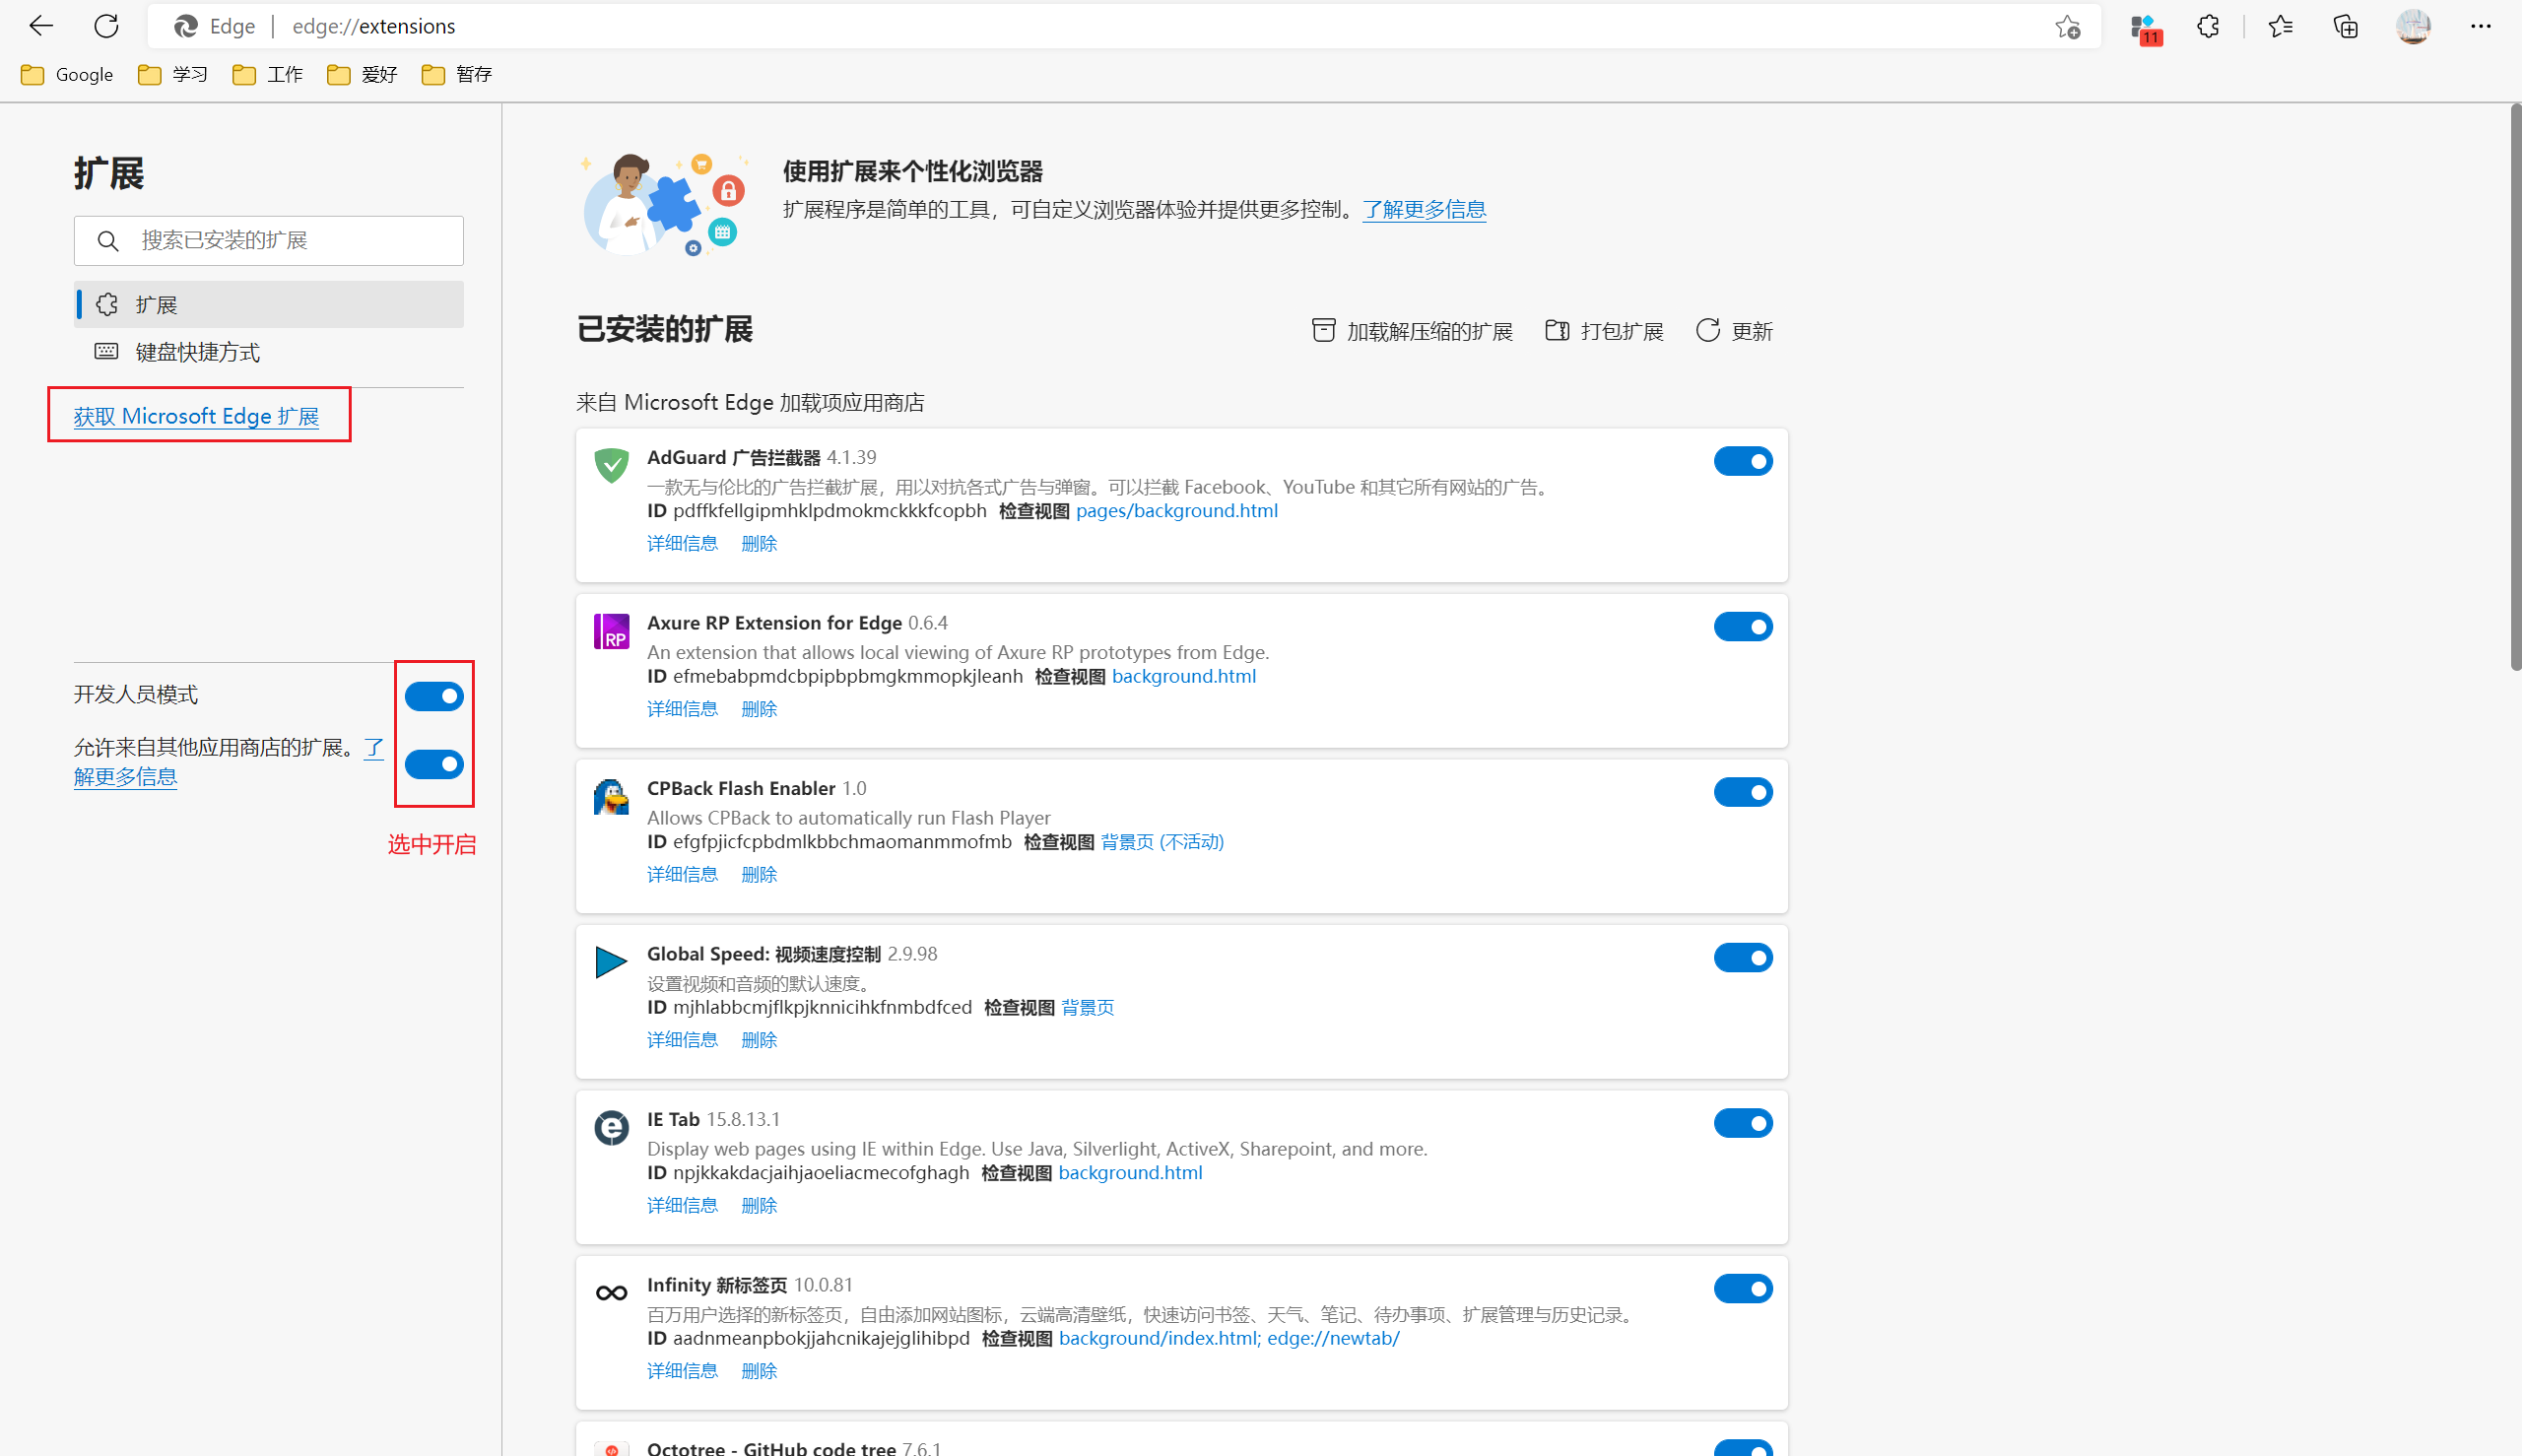 Edge | edge://extensions
11
Google 学习 工作 爱好 暂存
扩展
搜索已安装的扩展
扩展
键盘快捷方式
获取 Microsoft Edge 扩展
开发人员模式
允许来自其他应用商店的扩展。了
解更多信息
选中开启
使用扩展来个性化浏览器
扩展程序是简单的工具，可自定义浏览器体验并提供更多控制。了解更多信息
已安装的扩展
加载解压缩的扩展 打包扩展 更新
来自 Microsoft Edge 加载项应用商店
AdGuard 广告拦截器 4.1.39
一款无与伦比的广告拦截扩展，用以对抗各式广告与弹窗。可以拦截 Facebook、YouTube 和其它所有网站的广告。
ID pdffkfellgipmhklpdmokmckkkfcopbh 检查视图 pages/background.html
详细信息 删除
RP
Axure RP Extension for Edge 0.6.4
An extension that allows local viewing of Axure RP prototypes from Edge.
ID efmebabpmdcbpipbpbmgkmmopkjleanh 检查视图 background.html
详细信息 删除
CPBack Flash Enabler 1.0
Allows CPBack to automatically run Flash Player
ID efgfpjicfcpbdmlkbbchmaomanmmofmb 检查视图 背景页 (不活动)
详细信息 删除
Global Speed: 视频速度控制 2.9.98
设置视频和音频的默认速度。
ID mjhlabbcmjflkpjknnicihkfnmbdfced 检查视图 背景页
详细信息 删除
IE Tab 15.8.13.1
Display web pages using IE within Edge. Use Java, Silverlight, ActiveX, Sharepoint, and more.
ID npjkkakdacjaihjaoeliacmecofghagh 检查视图 background.html
详细信息 删除
Infinity 新标签页 10.0.81
百万用户选择的新标签页，自由添加网站图标，云端高清壁纸，快速访问书签、天气、笔记、待办事项、扩展管理与历史记录。
ID aadnmeanpbokjjahcnikajejglihibpd 检查视图 background/index.html; edge://newtab/
详细信息 删除
Octotree - GitHub code tree 7.6.1